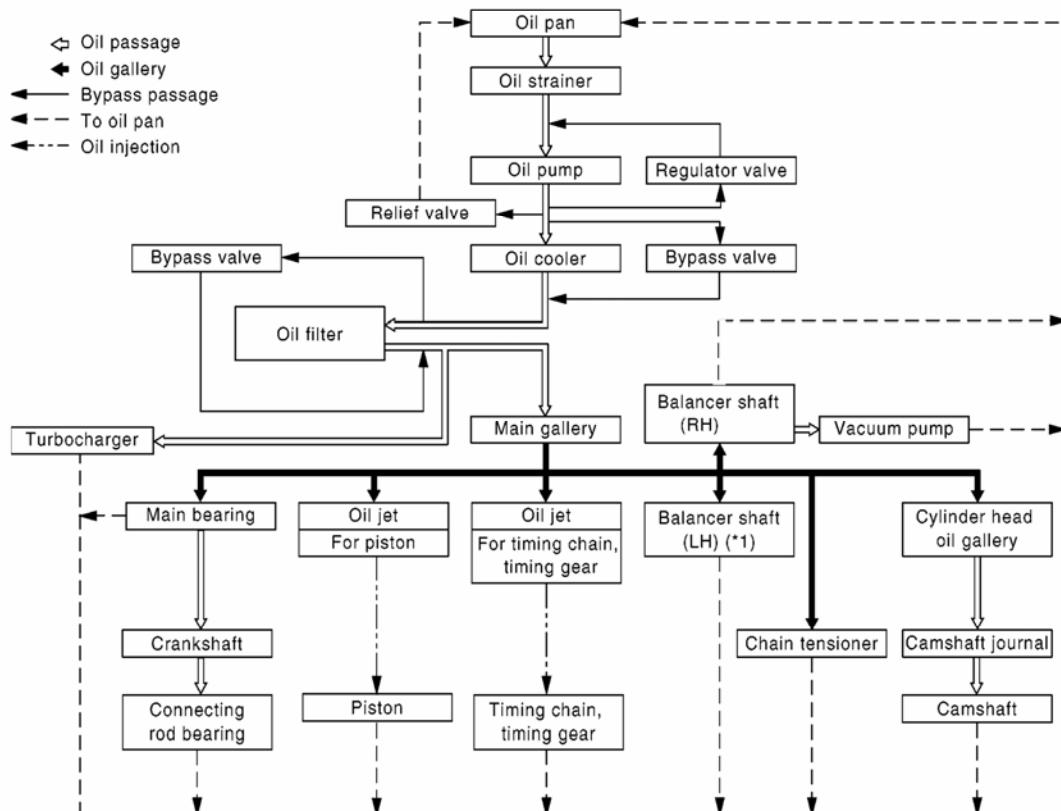 Oil pan
Oil passage
Oil gallery
Bypass passage
To oil pan
Oil injection
Oil strainer
Oil pump
Regulator valve
Relief valve
Bypass valve
Oil cooler
Bypass valve
Oil filter
Main gallery
Balancer shaft
(RH)
Vacuum pump
Turbocharger
Main bearing
Oil jet
For piston
Oil jet
For timing chain,
timing gear
Balancer shaft
(LH) (*1)
Cylinder head
oil gallery
Crankshaft
Chain tensioner
Camshaft journal
Connecting
rod bearing
Piston
Timing chain,
timing gear
Camshaft